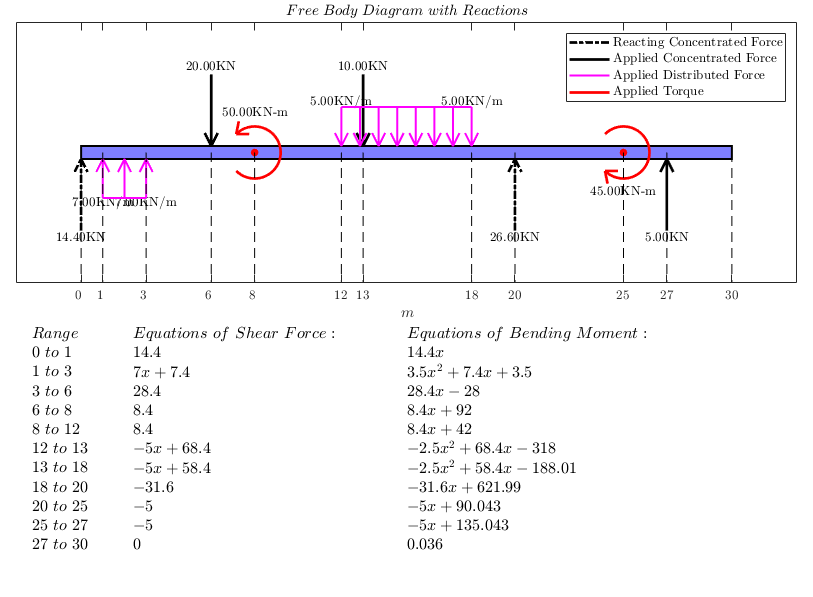 Free Body Diagram with Reactions
Reacting Concentrated Force
Applied Concentrated Force
Applied Distributed Force
Applied Torque
20.00KN
10.00KN
50.00KN-m
5.00KN/m
5.00KN/m
7.00KN/m
7.00KN/m
45.00KN-m
14.40KN
26.60KN
5.00KN
0 1 3 6 8 12 13 18 20 25 27 30
m
Range Equations of Shear Force : Equations of Bending Moment :
0 to 1 14.4 14.4x
1 to 3 7x + 7.4 3.5x² + 7.4x + 3.5
3 to 6 28.4 28.4x − 28
6 to 8 8.4 8.4x + 92
8 to 12 8.4 8.4x + 42
12 to 13 −5x + 68.4 −2.5x² + 68.4x − 318
13 to 18 −5x + 58.4 −2.5x² + 58.4x − 188.01
18 to 20 −31.6 −31.6x + 621.99
20 to 25 −5 −5x + 90.043
25 to 27 −5 −5x + 135.043
27 to 30 0 0.036